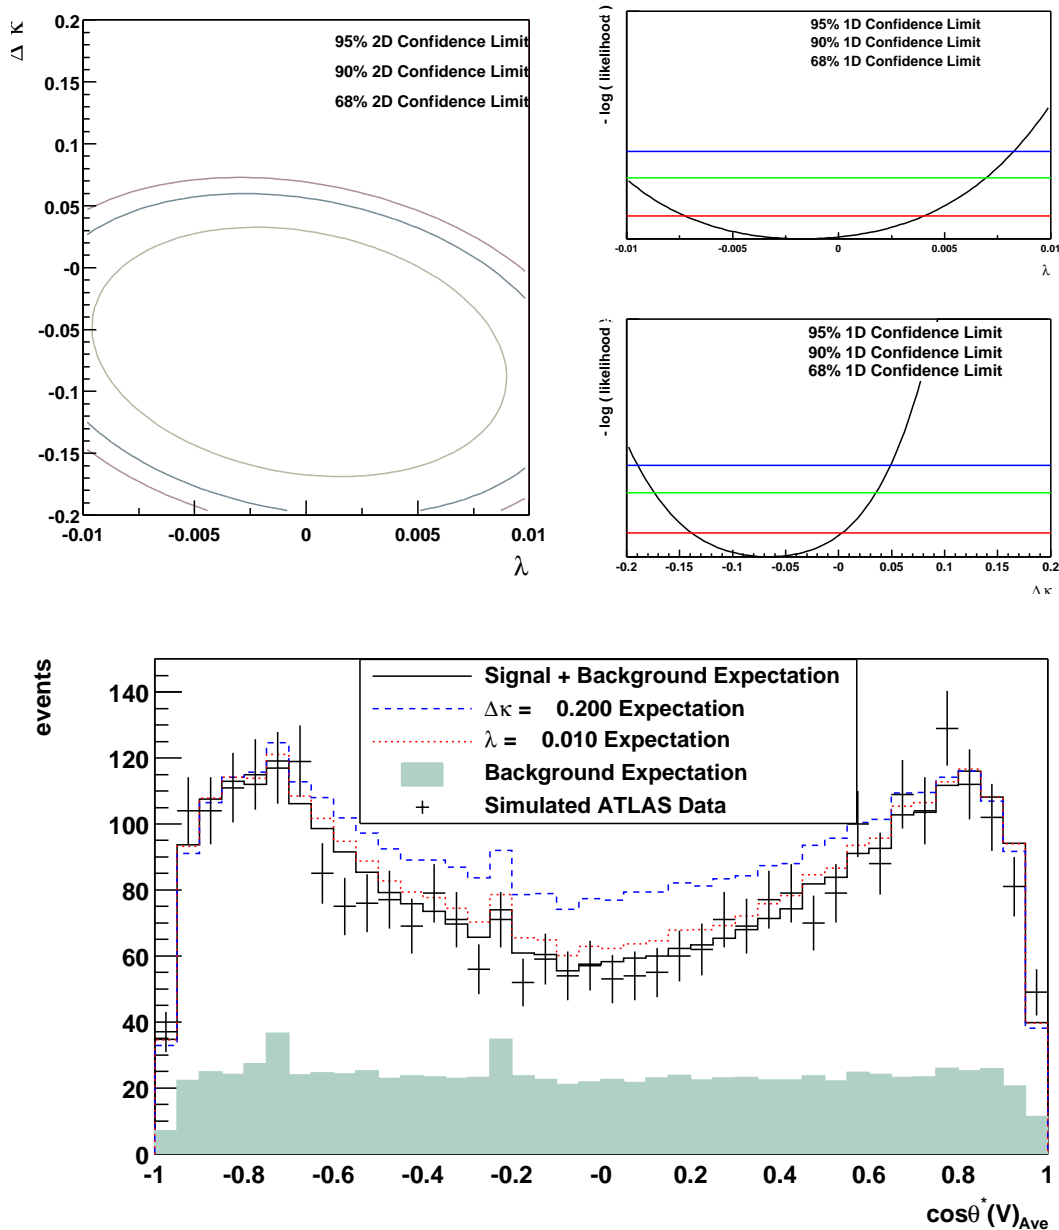 Δ κ
0.2
0.15
0.1
0.05
-0
-0.05
-0.1
-0.15
-0.2
95% 2D Confidence Limit
90% 2D Confidence Limit
68% 2D Confidence Limit
-0.01 -0.005 0 0.005 0.01
λ
- log ( likelihood )
95% 1D Confidence Limit
90% 1D Confidence Limit
68% 1D Confidence Limit
-0.01 -0.005 0 0.005 0.01
λ
- log ( likelihood )
95% 1D Confidence Limit
90% 1D Confidence Limit
68% 1D Confidence Limit
-0.2 -0.15 -0.1 -0.05 -0 0.05 0.1 0.15 0.2
Δ κ
events
140
120
100
80
60
40
20
0
Signal + Background Expectation
Δκ = 0.200 Expectation
λ = 0.010 Expectation
Background Expectation
Simulated ATLAS Data
-1 -0.8 -0.6 -0.4 -0.2 -0 0.2 0.4 0.6 0.8 1
cosθ*(V)Ave